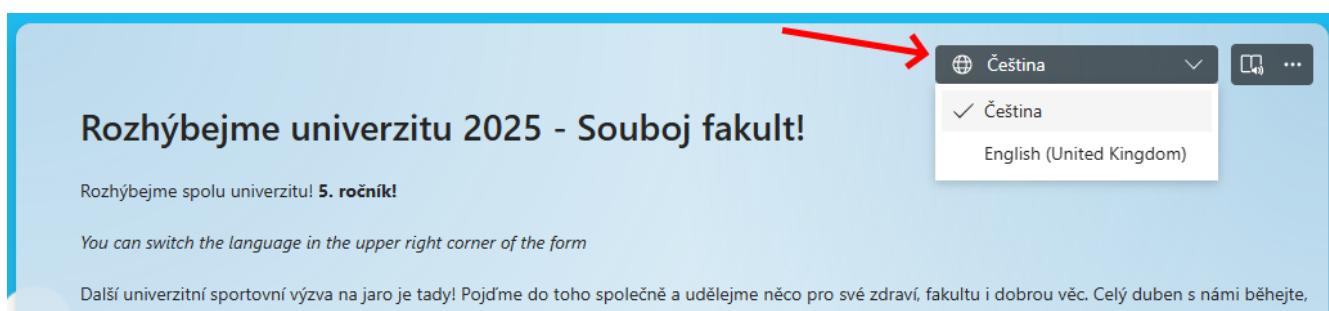 Čeština
Čeština
English (United Kingdom)
Rozhýbejme univerzitu 2025 - Souboj fakult!
Rozhýbejme spolu univerzitu! 5. ročník!
You can switch the language in the upper right corner of the form
Další univerzitní sportovní výzva na jaro je tady! Pojďme do toho společně a udělejme něco pro své zdraví, fakultu i dobrou věc. Celý duben s námi běhejte,